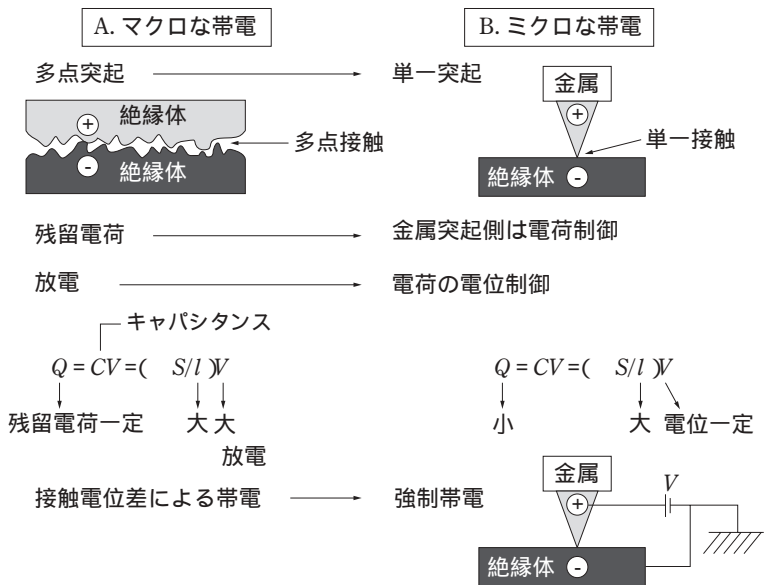 A. マクロな帯電
B. ミクロな帯電
多点突起
単一突起
絶縁体
+
-
絶縁体
多点接触
金属
+
単一接触
絶縁体 -
残留電荷
金属突起側は電荷制御
放電
電荷の電位制御
キャパシタンス
Q = CV =( S/l )V
残留電荷一定
大 大
放電
Q = CV =( S/l )V
小
大 電位一定
接触電位差による帯電
強制帯電
金属
+
V
絶縁体 -